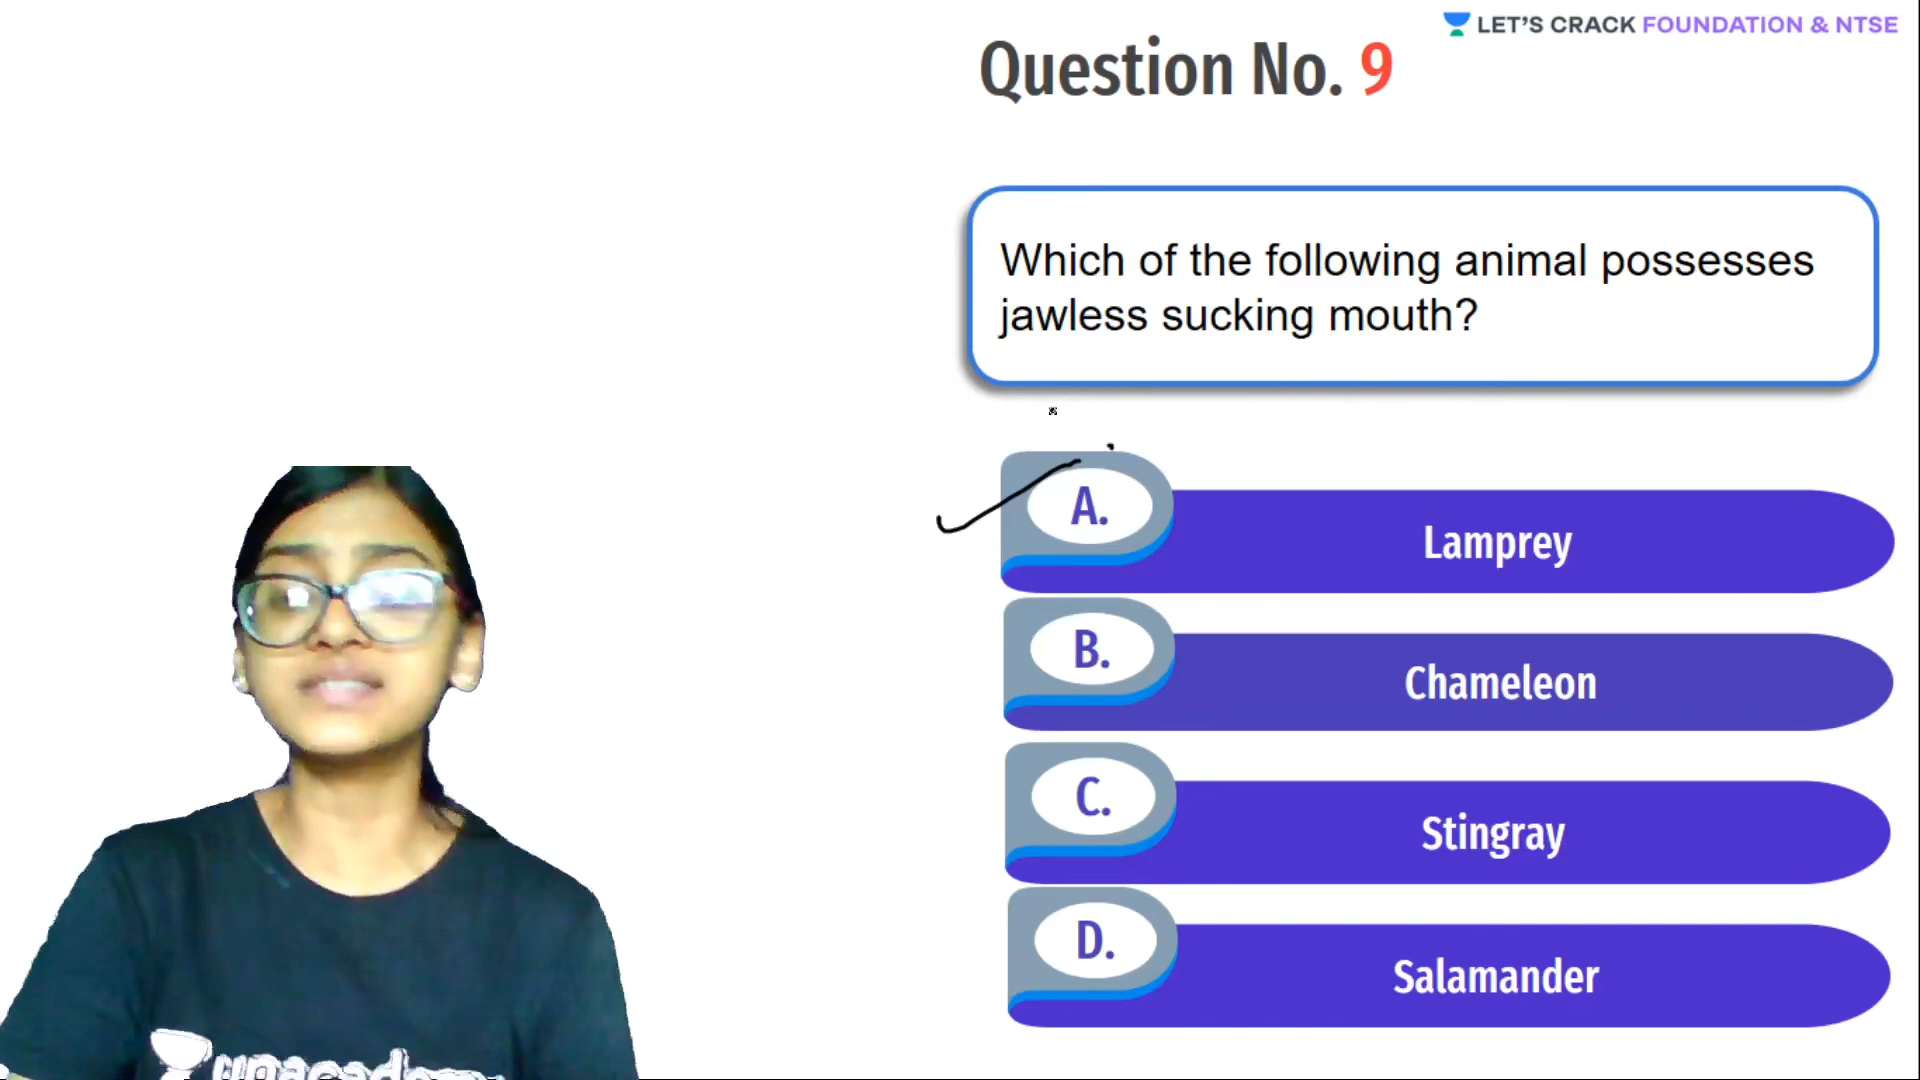 LET'S CRACK FOUNDATION & NTSE
Question No. 9
Which of the following animal possesses
jawless sucking mouth?
A.
Lamprey
B.
Chameleon
C.
Stingray
D.
Salamander
unacademy